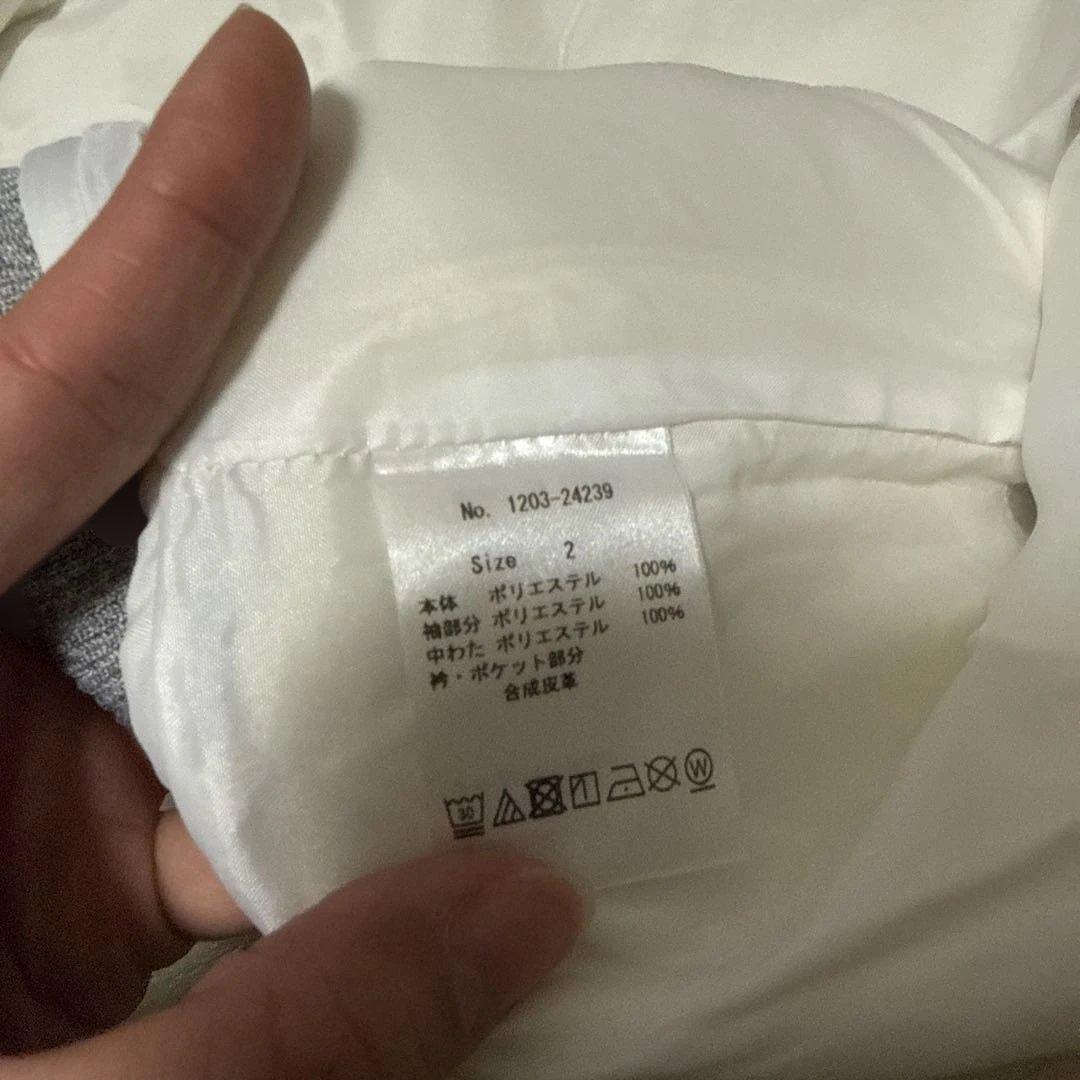 No. 1203-24239
Size 2
本体 ポリエステル 100%
袖部分 ポリエステル 100%
中わた ポリエステル 100%
衿・ポケット部分
合成皮革
30 W